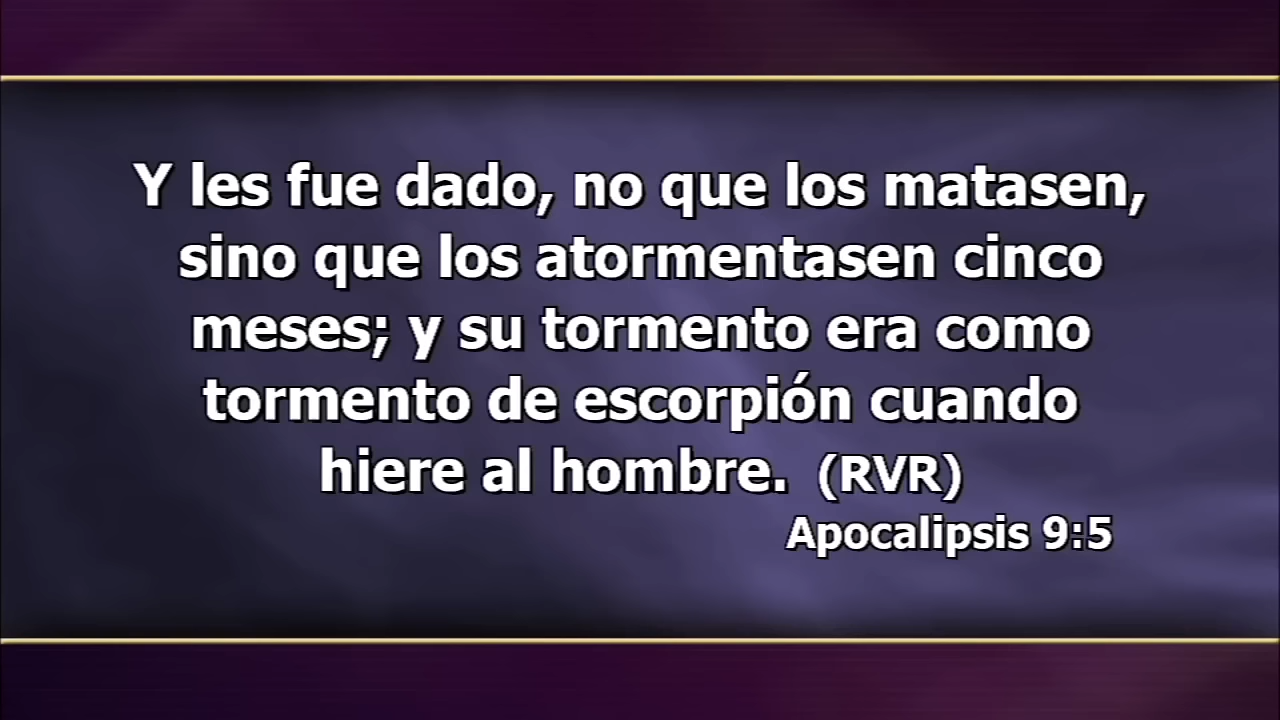 Y les fue dado, no que los matasen,
sino que los atormentasen cinco
meses; y su tormento era como
tormento de escorpión cuando
hiere al hombre. (RVR)
Apocalipsis 9:5